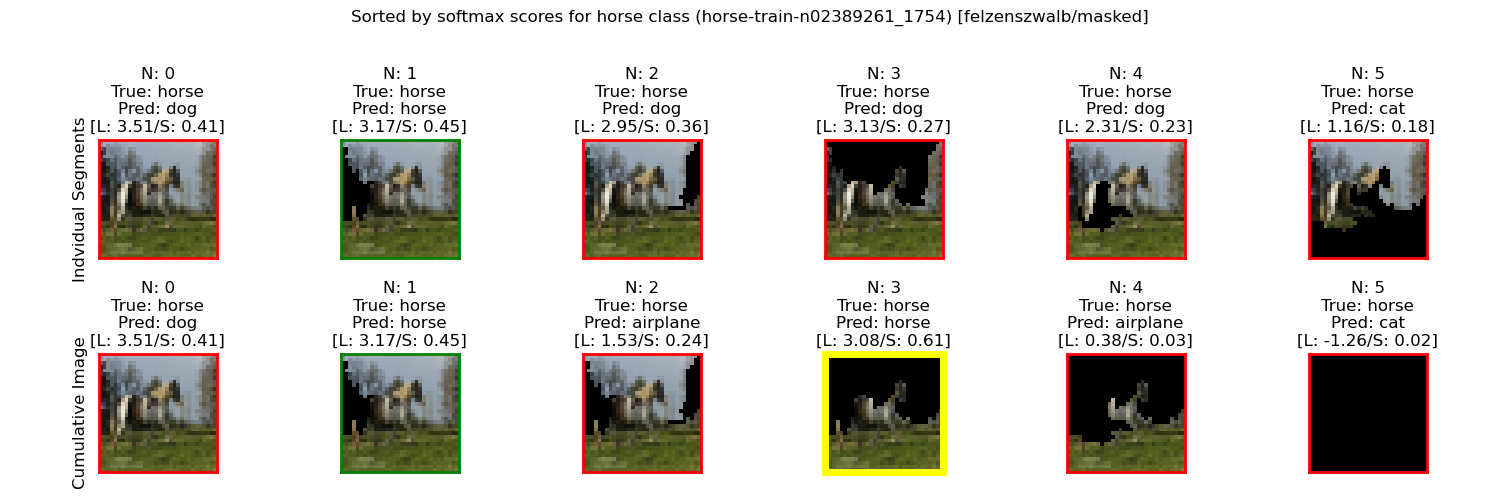 Sorted by softmax scores for horse class (horse-train-n02389261_1754) [felzenszwalb/masked]
Indvidual Segments
N: 0
True: horse
Pred: dog
[L: 3.51/S: 0.41]
N: 1
True: horse
Pred: horse
[L: 3.17/S: 0.45]
N: 2
True: horse
Pred: dog
[L: 2.95/S: 0.36]
N: 3
True: horse
Pred: dog
[L: 3.13/S: 0.27]
N: 4
True: horse
Pred: dog
[L: 2.31/S: 0.23]
N: 5
True: horse
Pred: cat
[L: 1.16/S: 0.18]
Cumulative Image
N: 0
True: horse
Pred: dog
[L: 3.51/S: 0.41]
N: 1
True: horse
Pred: horse
[L: 3.17/S: 0.45]
N: 2
True: horse
Pred: airplane
[L: 1.53/S: 0.24]
N: 3
True: horse
Pred: horse
[L: 3.08/S: 0.61]
N: 4
True: horse
Pred: airplane
[L: 0.38/S: 0.03]
N: 5
True: horse
Pred: cat
[L: -1.26/S: 0.02]